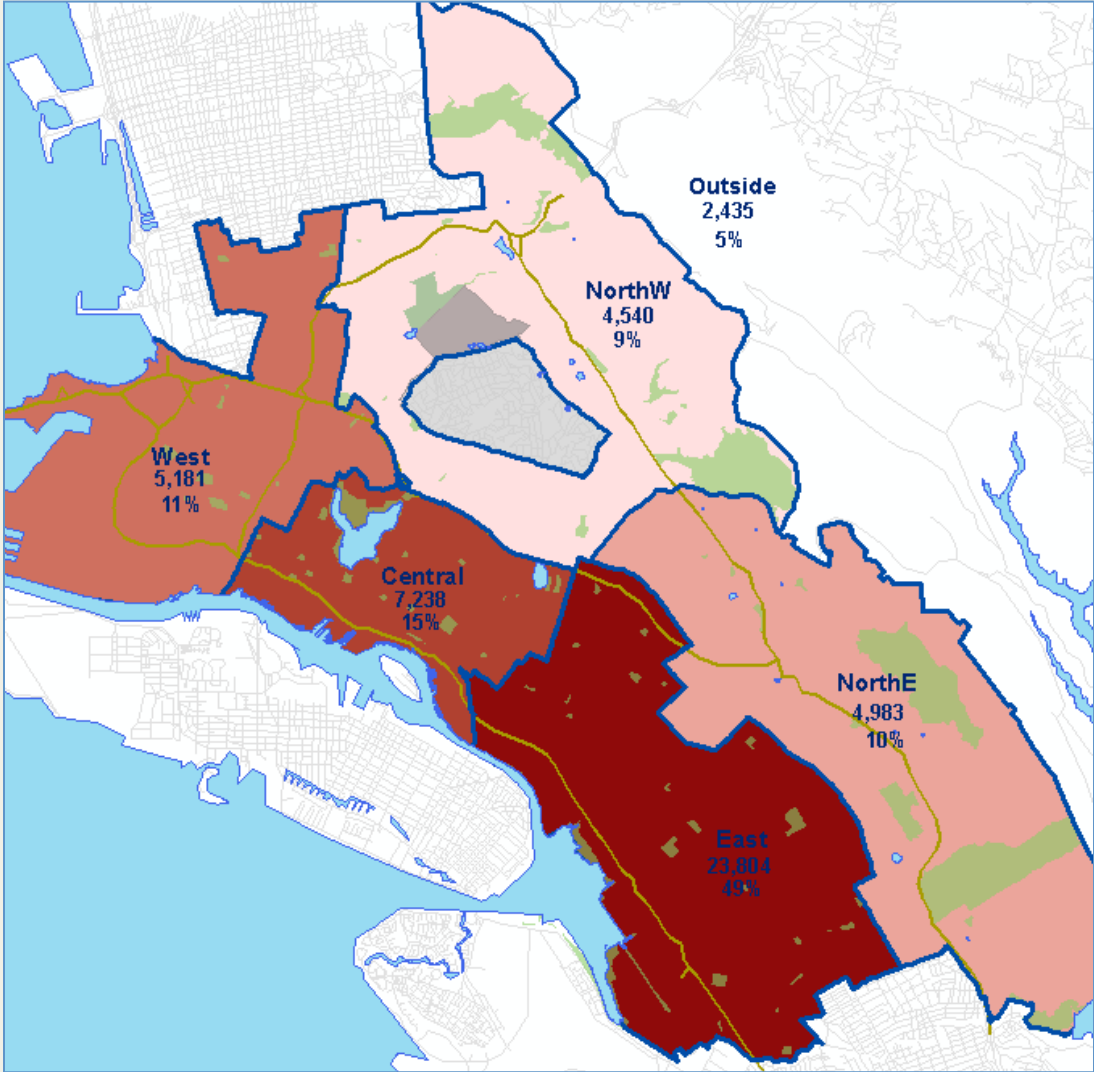 Outside
2,435
5%
NorthW
4,540
9%
West
5,181
11%
Central
7,238
15%
NorthE
4,983
10%
East
23,804
49%